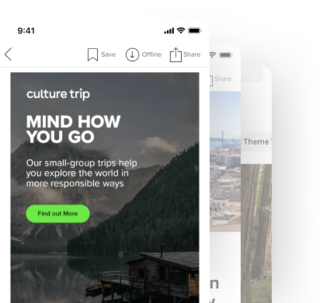 9:41
Save Offline Share
Share
culture trip
MIND HOW
YOU GO
Our small-group trips help
you explore the world in
more responsible ways
Find out More
Theme
n